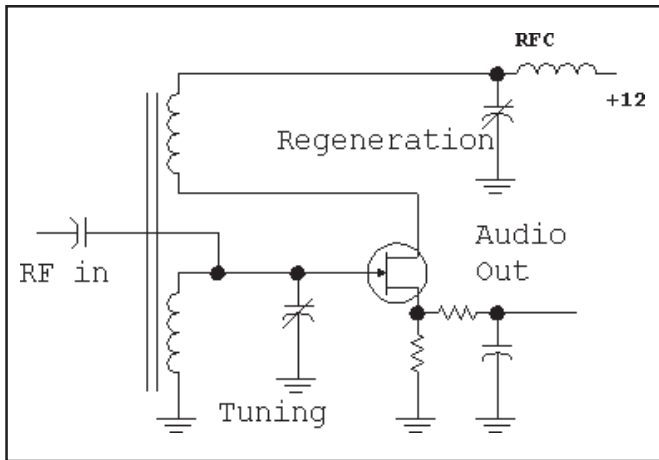 RFC
+12
Regeneration
Audio
Out
RF in
Tuning